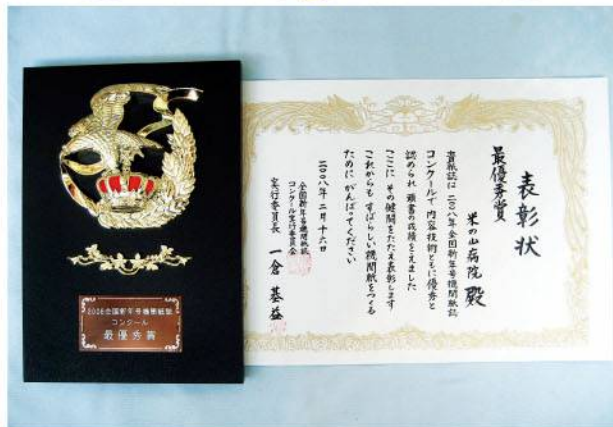 2008全国新年号機関紙誌
コンクール
最優秀賞
表彰状
最優秀賞
米の山病院 殿
貴紙誌は二〇〇八年全国新年号機関紙誌
コンクールで内容技術ともに優秀と
認められ 頭書の成績をえました
ここに その健闘をたたえ表彰します
これからも すばらしい機関紙をつくる
ために がんばってください
二〇〇八年二月十六日
全国新年号機関紙誌
コンクール実行委員会
実行委員長 一倉 基益